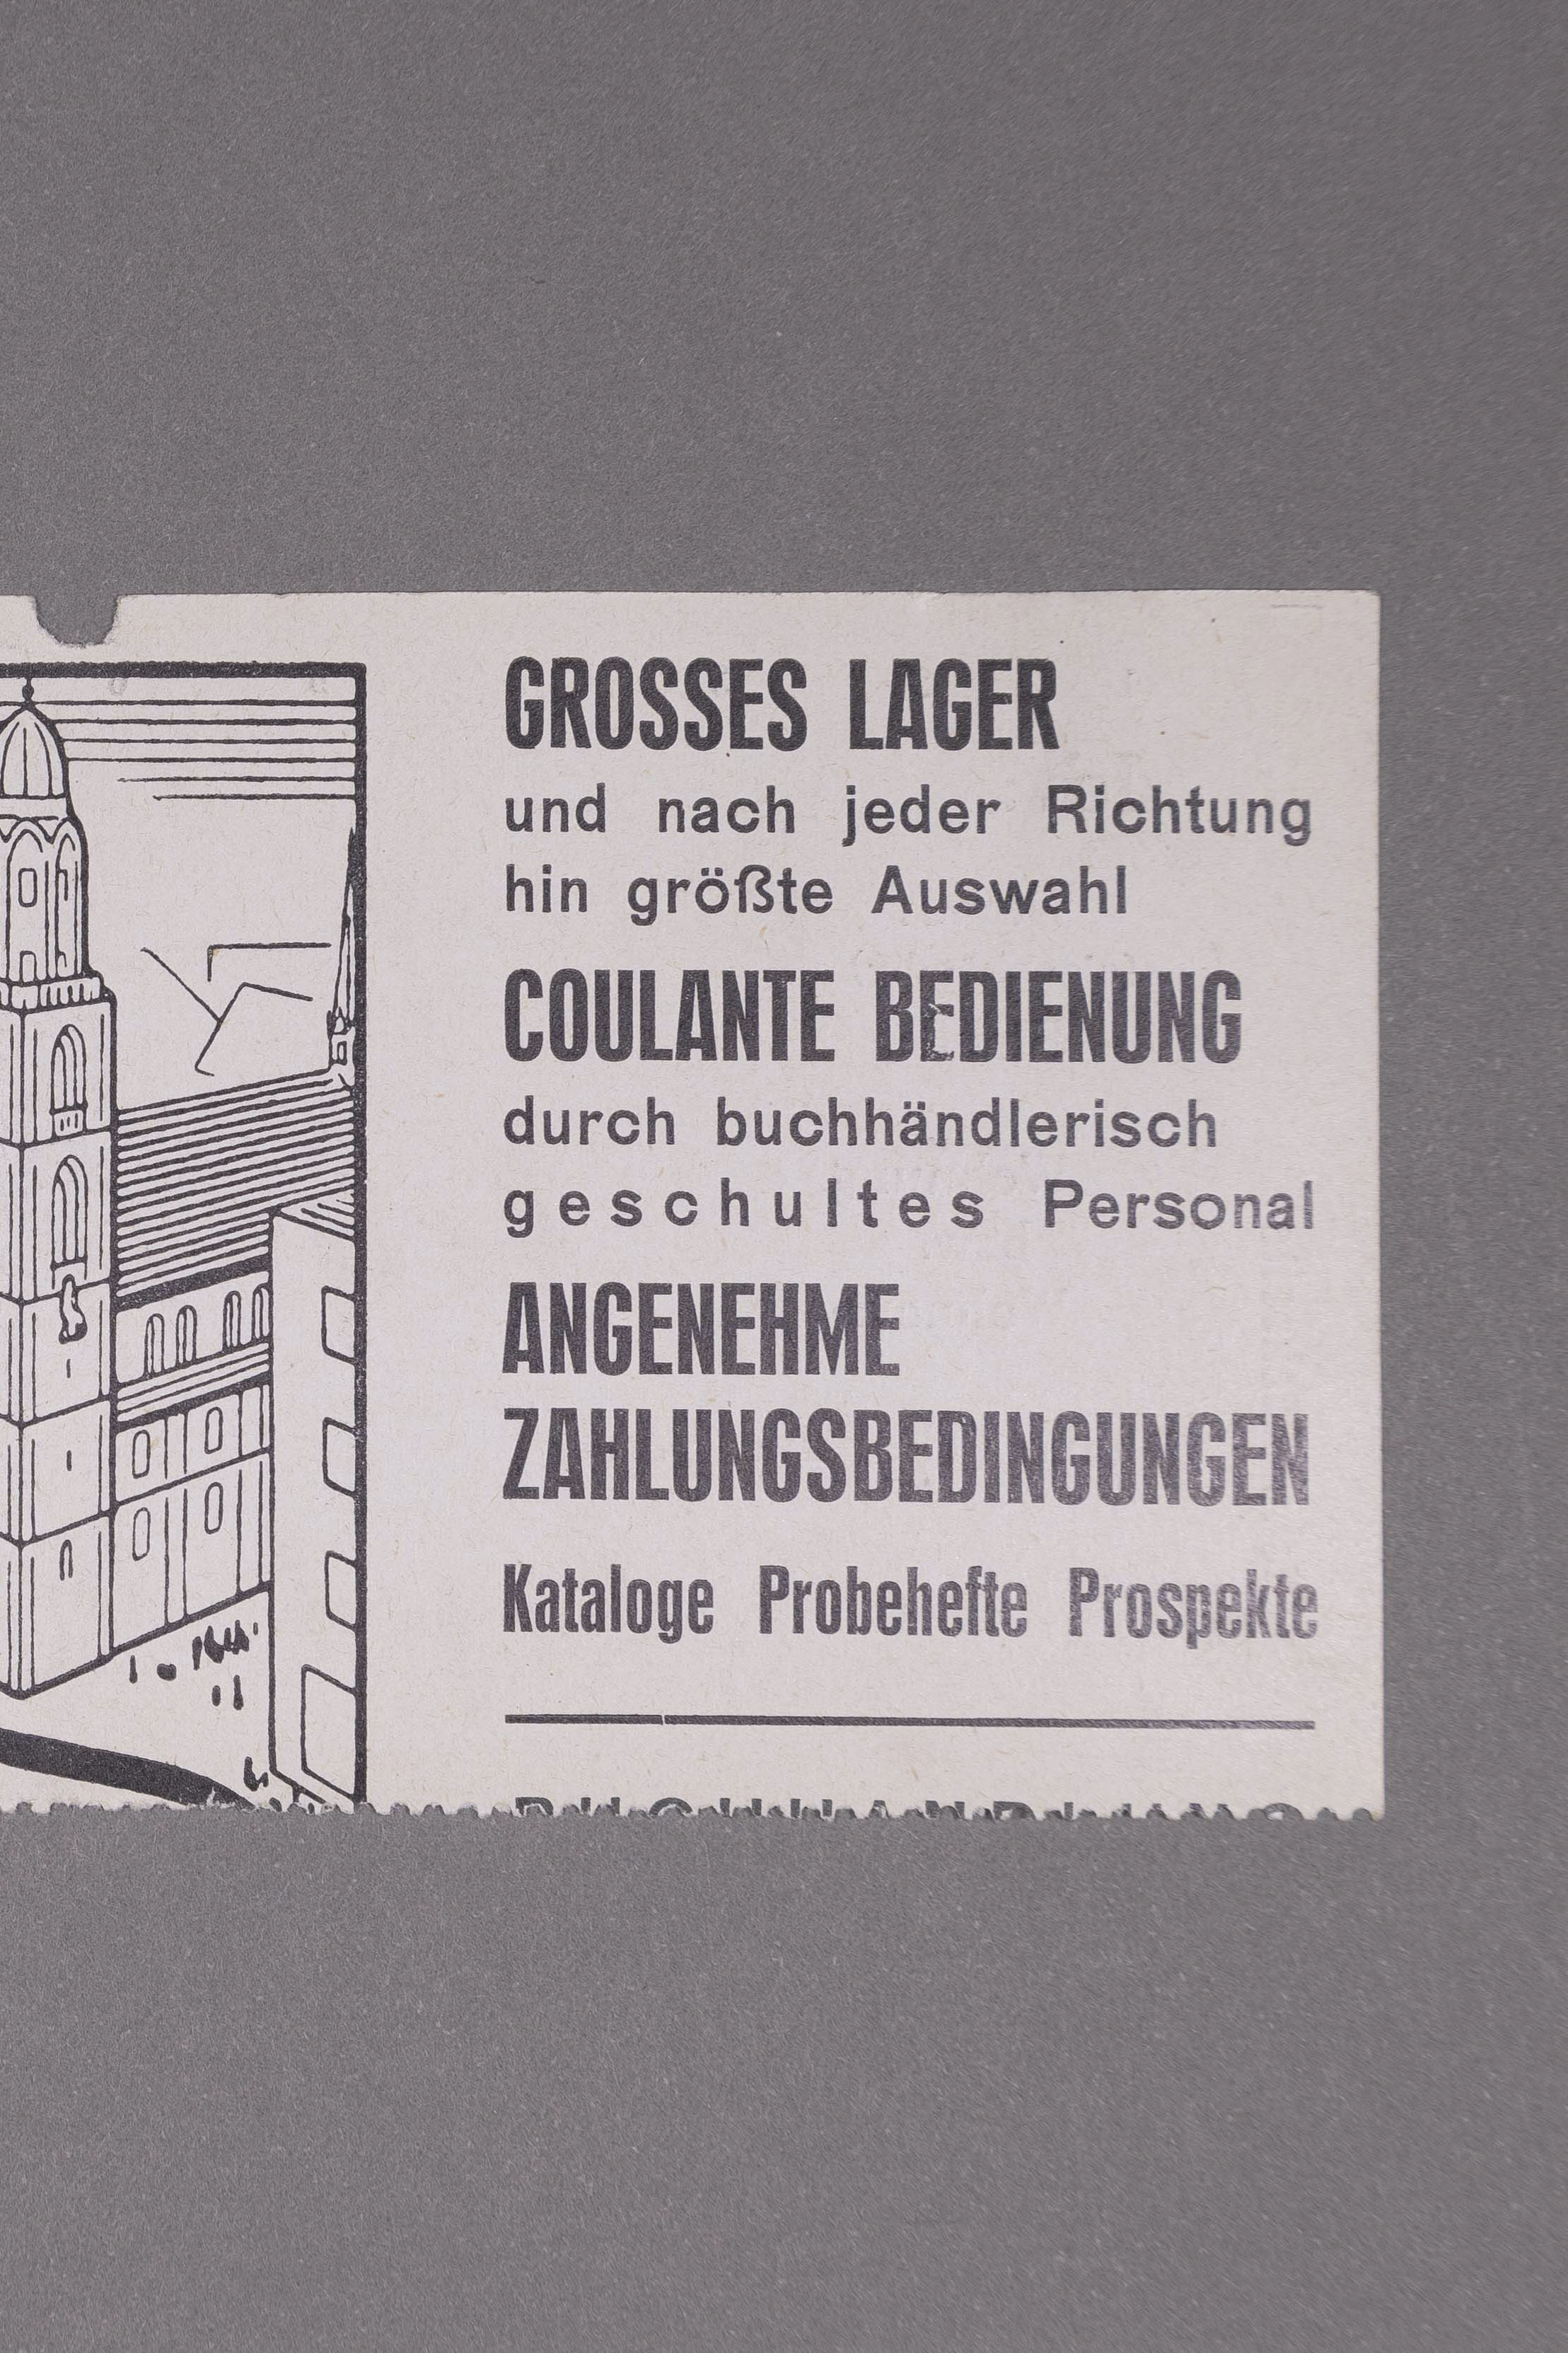 GROSSES LAGER
und nach jeder Richtung
hin größte Auswahl
COULANTE BEDIENUNG
durch buchhändlerisch
geschultes Personal
ANGENEHME
ZAHLUNGSBEDINGUNGEN
Kataloge Probehefte Prospekte